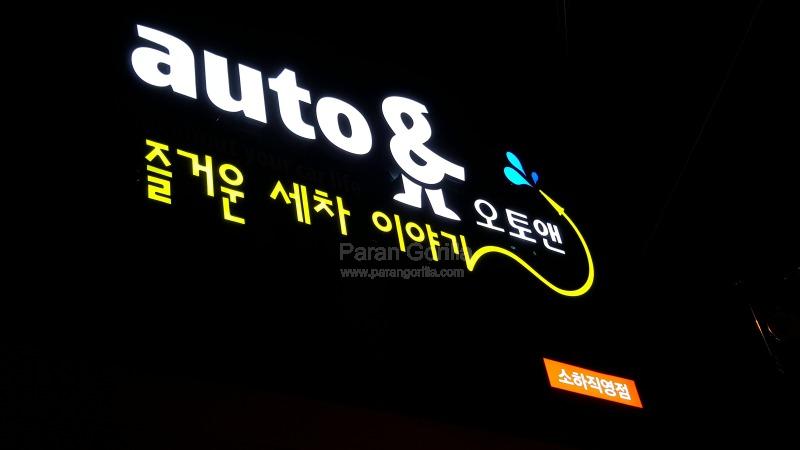 auto&
오토앤
즐거운 세차 이야기
Paran Gorilla
www.parangorilla.com
소하직영점